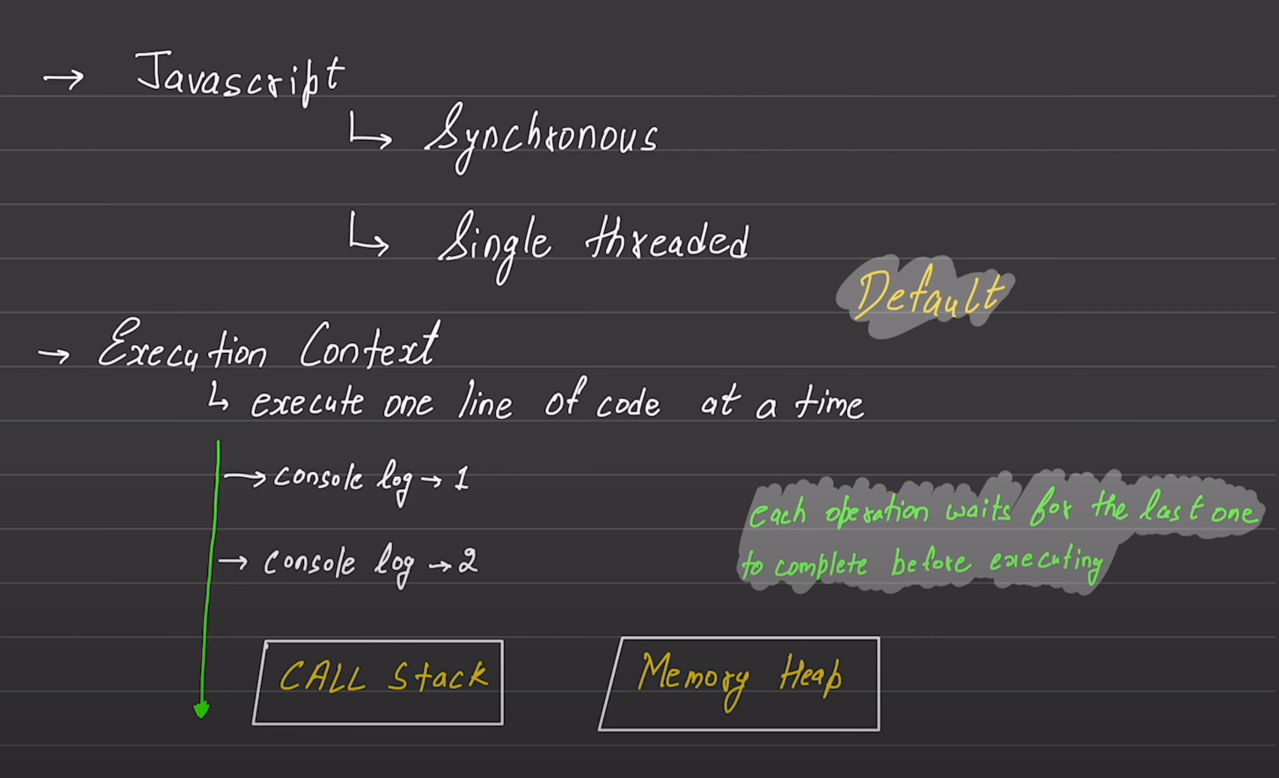 → Javascript
↳ Synchronous
↳ Single threaded
Default
→ Execution Context
↳ execute one line of code at a time
→ console log → 1
each operation waits for the last one
→ console log → 2
to complete before executing
CALL Stack
Memory Heap